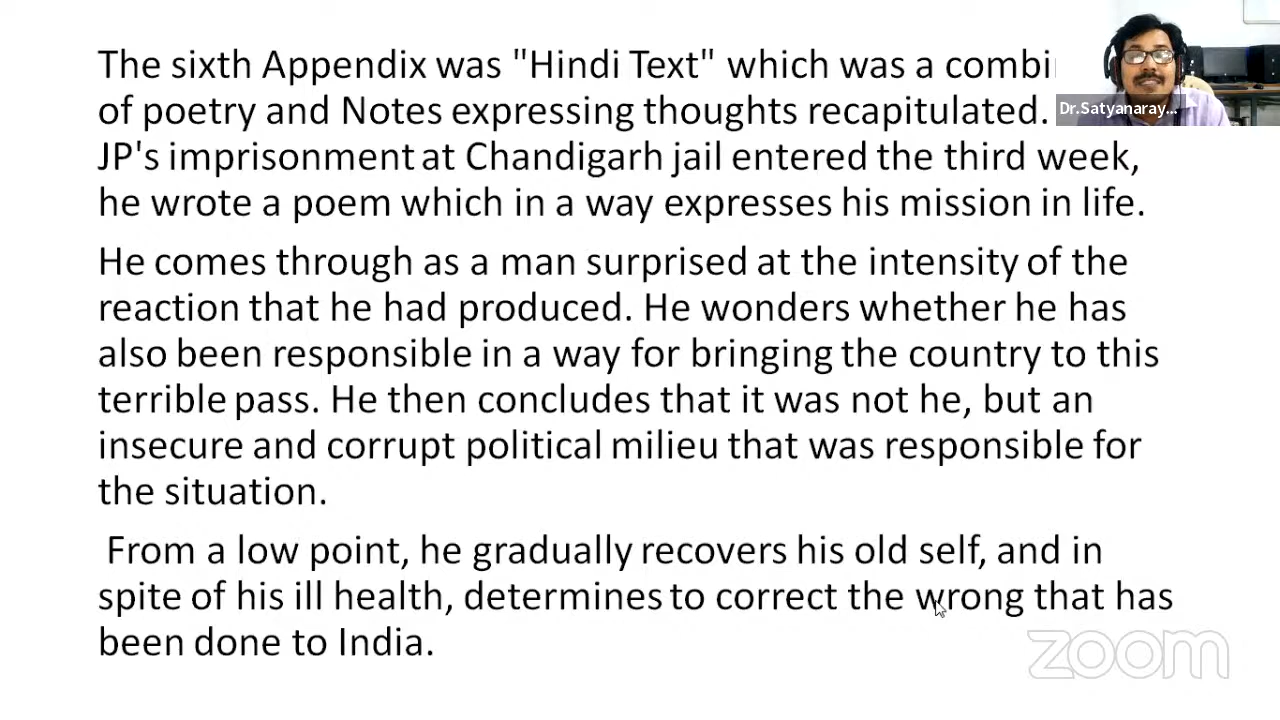 The sixth Appendix was "Hindi Text" which was a combi
of poetry and Notes expressing thoughts recapitulated.
JP's imprisonment at Chandigarh jail entered the third week,
he wrote a poem which in a way expresses his mission in life.
He comes through as a man surprised at the intensity of the
reaction that he had produced. He wonders whether he has
also been responsible in a way for bringing the country to this
terrible pass. He then concludes that it was not he, but an
insecure and corrupt political milieu that was responsible for
the situation.
From a low point, he gradually recovers his old self, and in
spite of his ill health, determines to correct the wrong that has
been done to India.
Dr.Satyanaray...
zoom